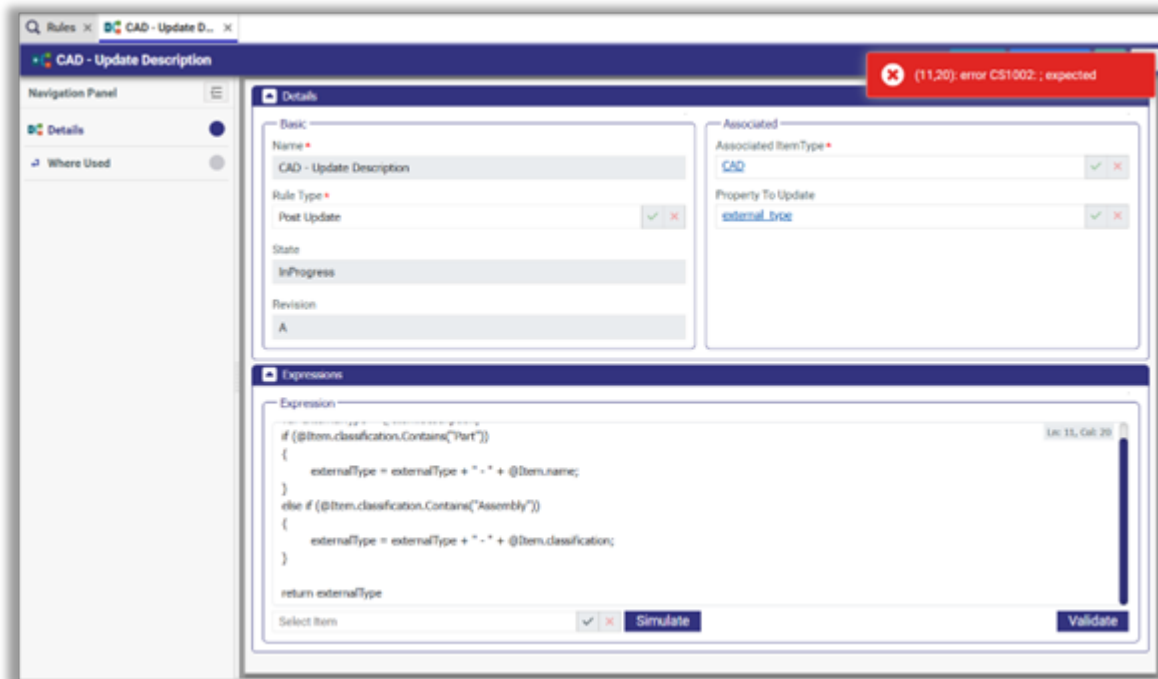 Rules
CAD - Update D...
CAD - Update Description
(11,20): error CS1002: ; expected
Navigation Panel
Details
Where Used
Details
Basic
Name •
CAD - Update Description
Rule Type •
Post Update
State
InProgress
Revision
A
Associated
Associated ItemType •
CAD
Property To Update
external_type
Expressions
Expression
Ln: 11, Col: 20
if (@Item.classification.Contains("Part"))
{
externalType = externalType + " - " + @Item.name;
}
else if (@Item.classification.Contains("Assembly"))
{
externalType = externalType + " - " + @Item.classification;
}
return externalType
Select Item
Simulate
Validate